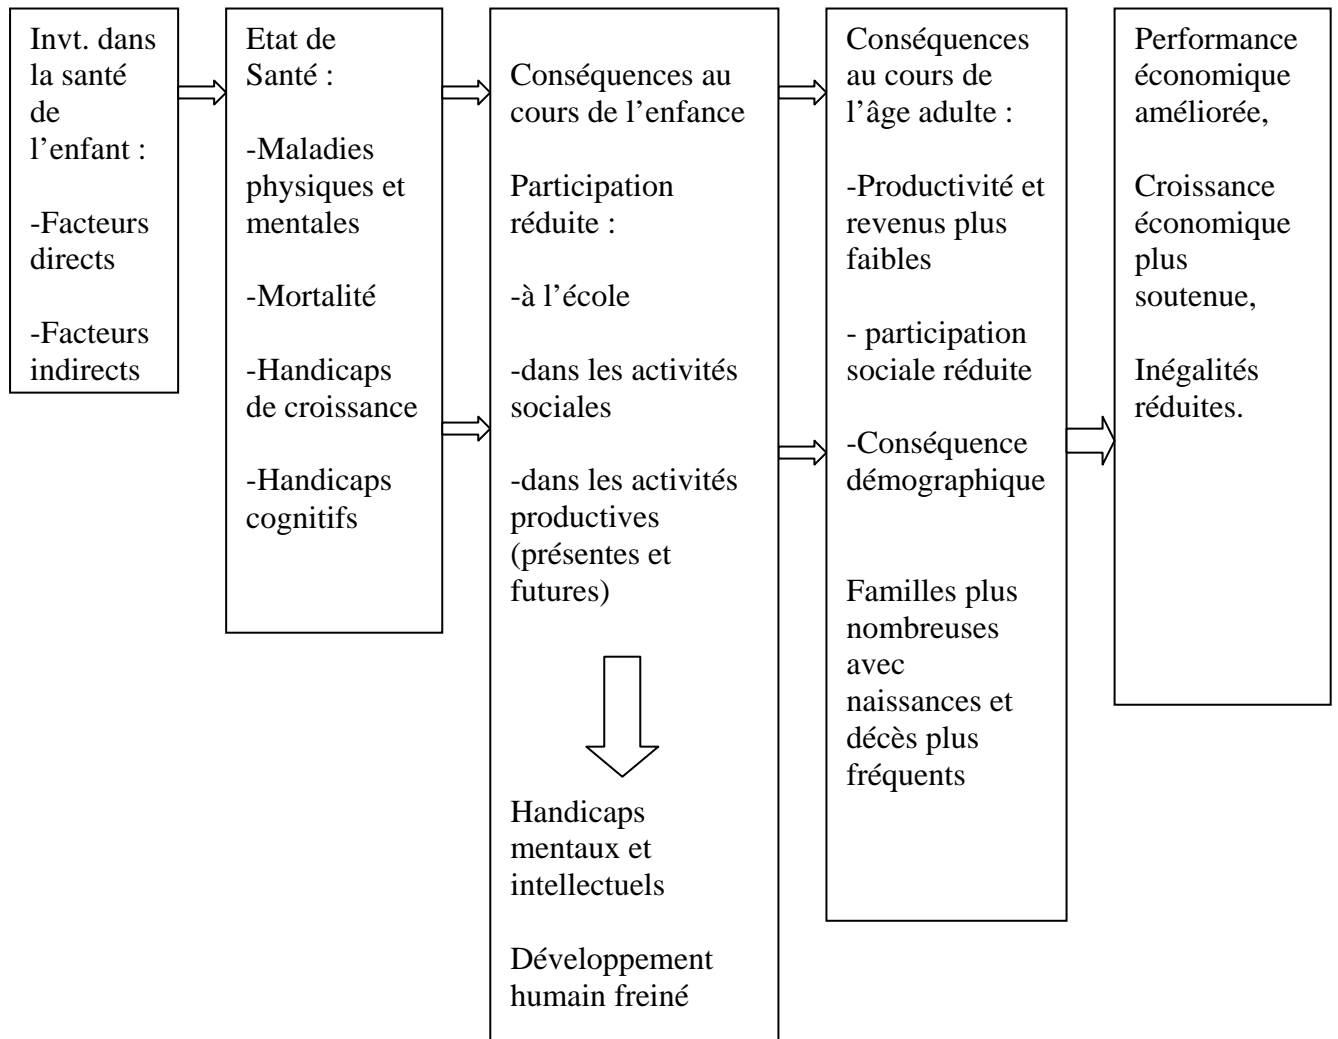 Invt. dans
la santé
de
l’enfant :
-Facteurs
directs
-Facteurs
indirects
Etat de
Santé :
-Maladies
physiques et
mentales
-Mortalité
-Handicaps
de croissance
-Handicaps
cognitifs
Conséquences au
cours de l’enfance
Participation
réduite :
-à l’école
-dans les activités
sociales
-dans les activités
productives
(présentes et
futures)
Handicaps
mentaux et
intellectuels
Développement
humain freiné
Conséquences
au cours de
l’âge adulte :
-Productivité et
revenus plus
faibles
- participation
sociale réduite
-Conséquence
démographique
Familles plus
nombreuses
avec
naissances et
décès plus
fréquents
Performance
économique
améliorée,
Croissance
économique
plus
soutenue,
Inégalités
réduites.